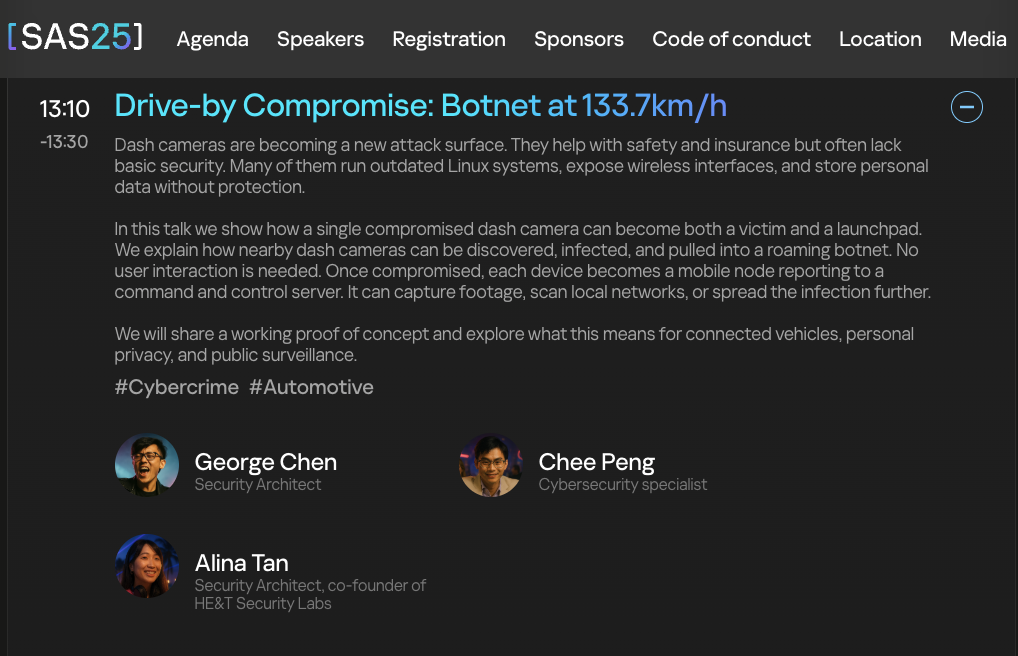 [SAS25] Agenda Speakers Registration Sponsors Code of conduct Location Media
13:10 Drive-by Compromise: Botnet at 133.7km/h
-13:30
Dash cameras are becoming a new attack surface. They help with safety and insurance but often lack
basic security. Many of them run outdated Linux systems, expose wireless interfaces, and store personal
data without protection.
In this talk we show how a single compromised dash camera can become both a victim and a launchpad.
We explain how nearby dash cameras can be discovered, infected, and pulled into a roaming botnet. No
user interaction is needed. Once compromised, each device becomes a mobile node reporting to a
command and control server. It can capture footage, scan local networks, or spread the infection further.
We will share a working proof of concept and explore what this means for connected vehicles, personal
privacy, and public surveillance.
#Cybercrime #Automotive
George Chen
Security Architect
Chee Peng
Cybersecurity specialist
Alina Tan
Security Architect, co-founder of
HE&T Security Labs